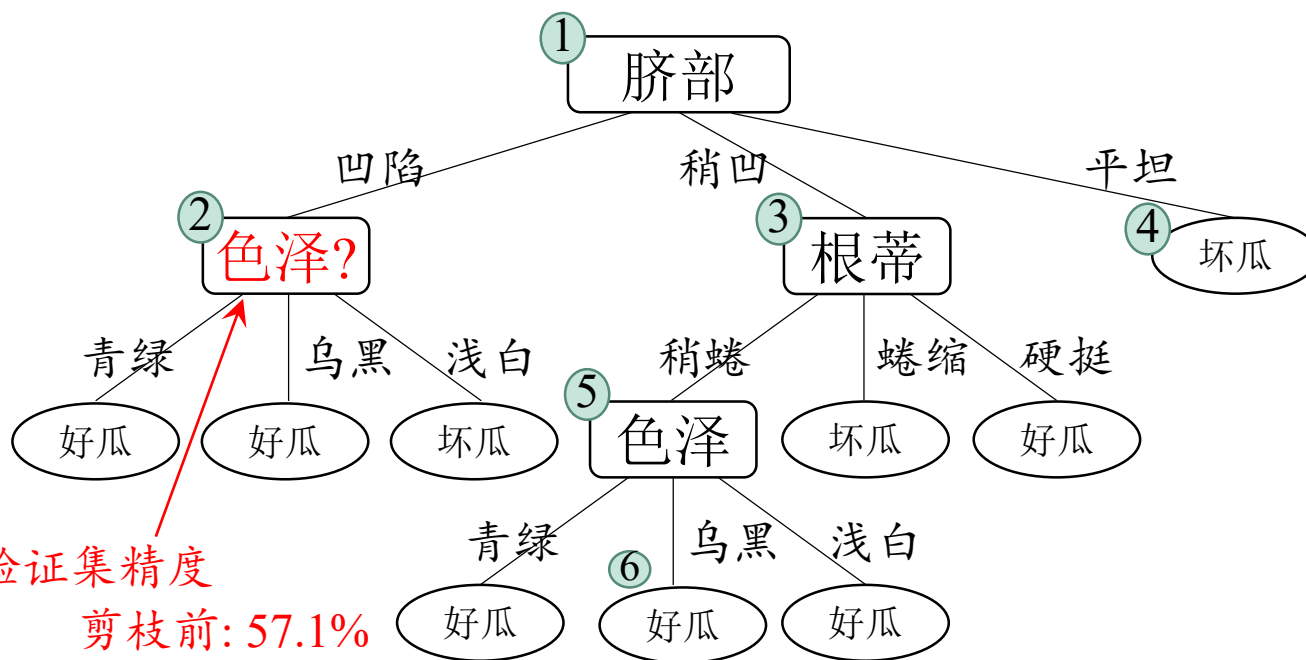 1
脐部
凹陷 稍凹 平坦
2 3 4
色泽? 根蒂 坏瓜
青绿 乌黑 浅白 稍蜷 蜷缩 硬挺
5
好瓜 好瓜 坏瓜 色泽 坏瓜 好瓜
青绿 乌黑 浅白
验证集精度 6
剪枝前: 57.1% 好瓜 好瓜 好瓜